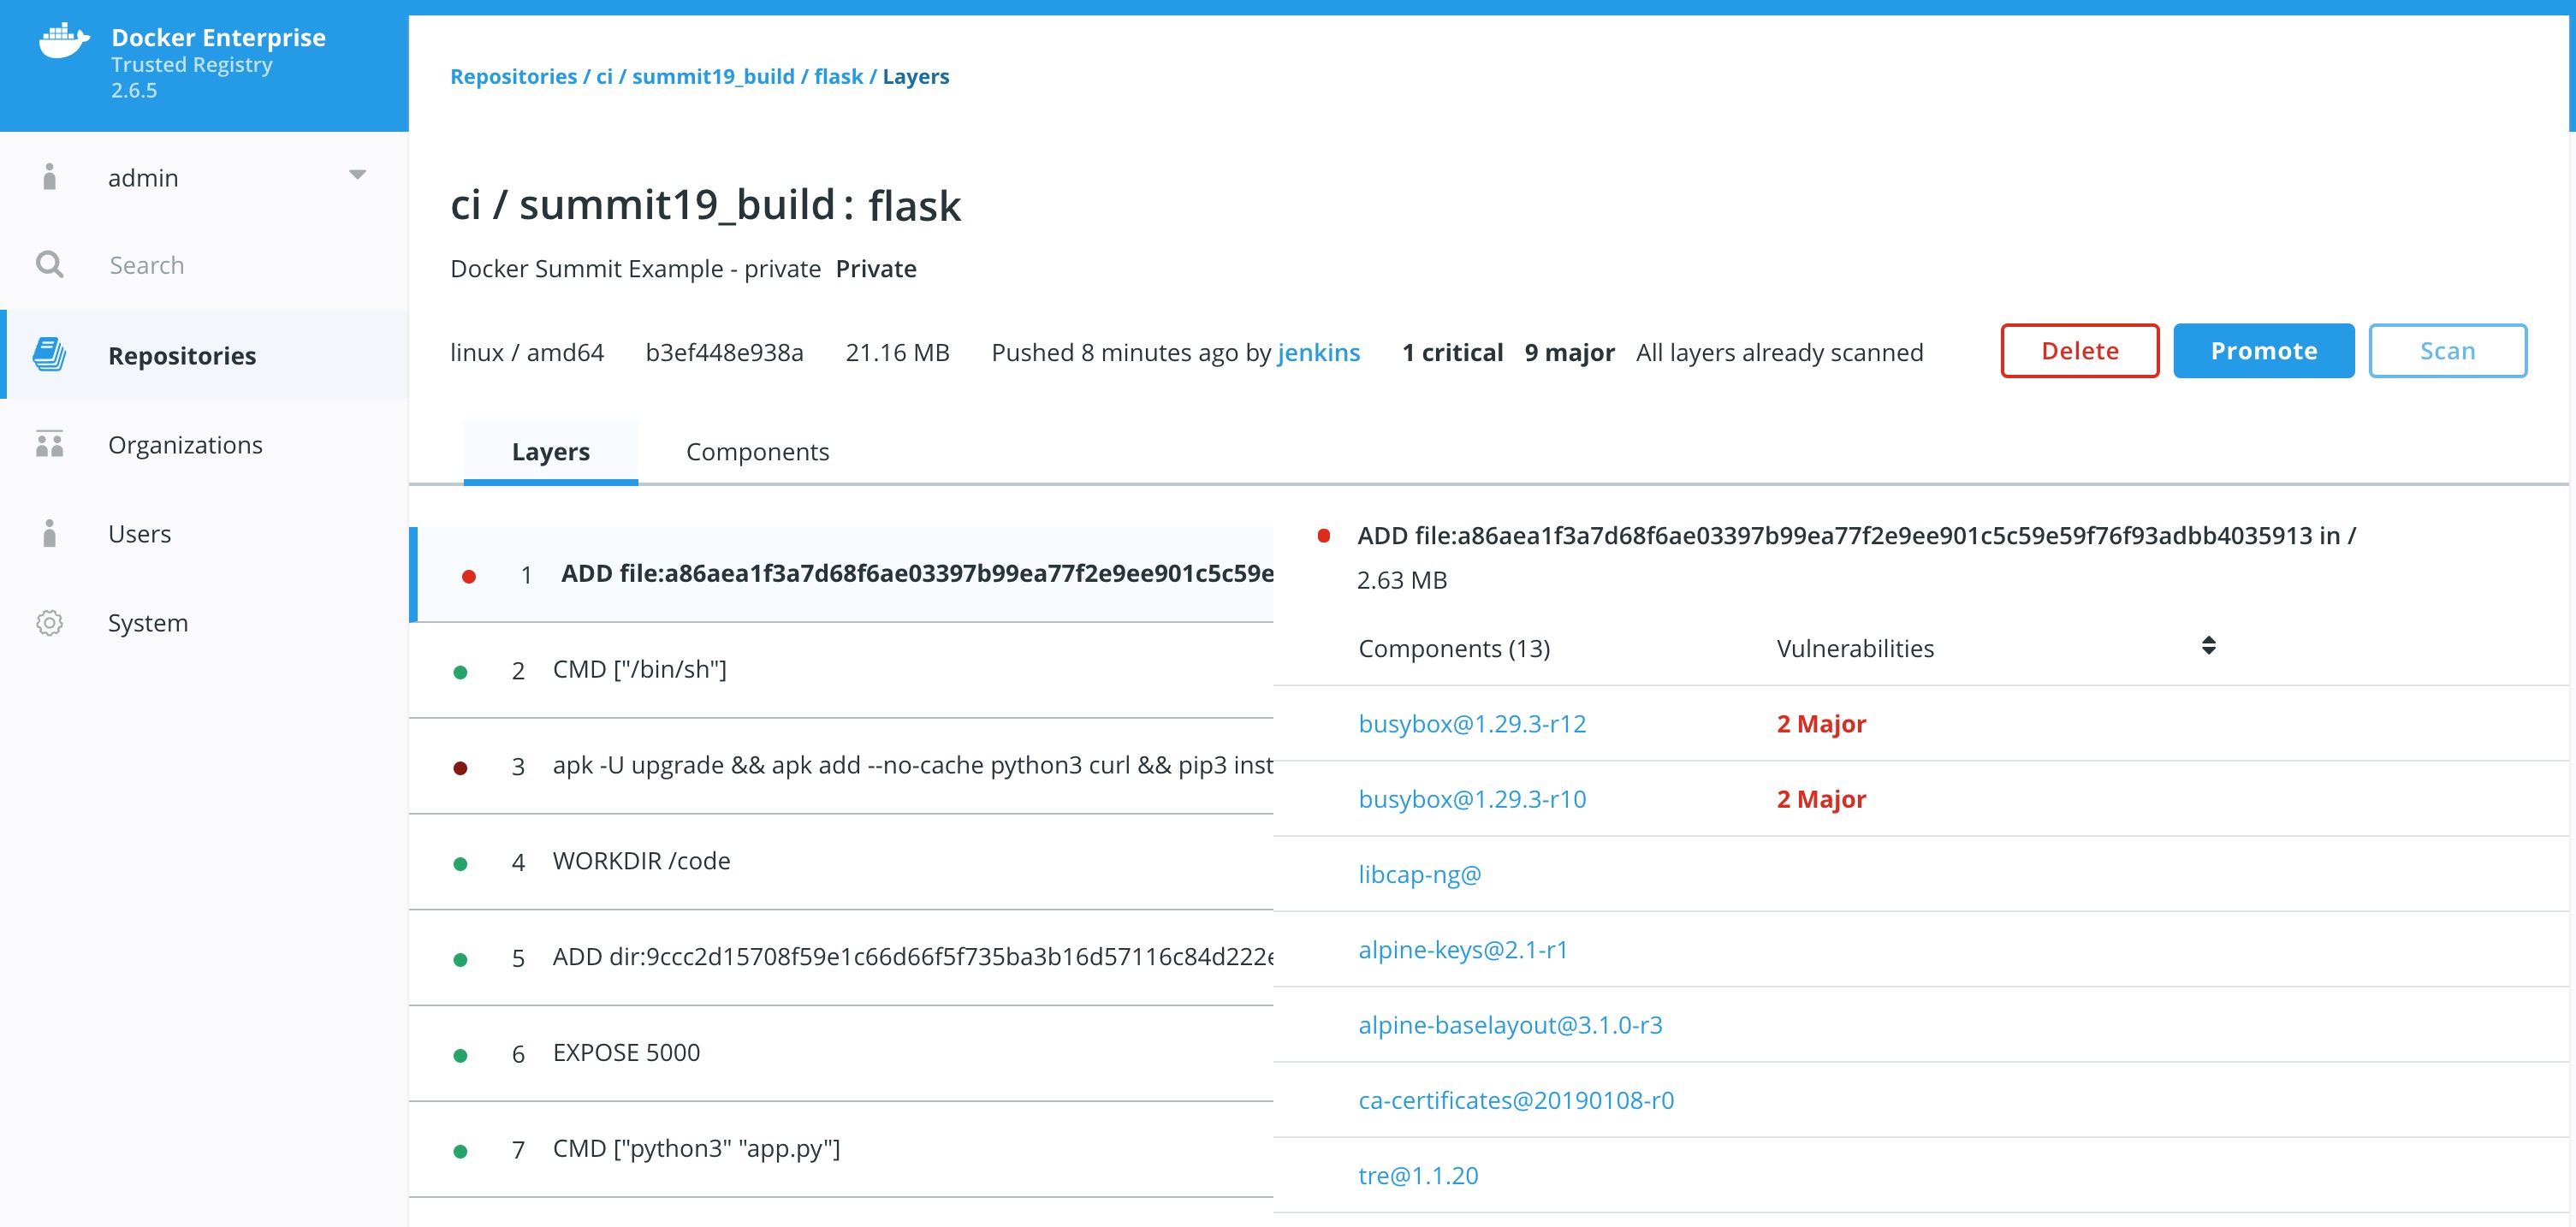 Docker Enterprise
Trusted Registry
2.6.5
admin
Search
Repositories
Organizations
Users
System
Repositories / ci / summit19_build / flask / Layers
ci / summit19_build : flask
Docker Summit Example - private Private
linux / amd64 b3ef448e938a 21.16 MB Pushed 8 minutes ago by jenkins 1 critical 9 major All layers already scanned Delete Promote Scan
Layers Components
1 ADD file:a86aea1f3a7d68f6ae03397b99ea77f2e9ee901c5c59e
2 CMD ["/bin/sh"]
3 apk -U upgrade && apk add --no-cache python3 curl && pip3 inst
4 WORKDIR /code
5 ADD dir:9ccc2d15708f59e1c66d66f5f735ba3b16d57116c84d222e
6 EXPOSE 5000
7 CMD ["python3" "app.py"]
ADD file:a86aea1f3a7d68f6ae03397b99ea77f2e9ee901c5c59e59f76f93adbb4035913 in /
2.63 MB
Components (13) Vulnerabilities
busybox@1.29.3-r12 2 Major
busybox@1.29.3-r10 2 Major
libcap-ng@
alpine-keys@2.1-r1
alpine-baselayout@3.1.0-r3
ca-certificates@20190108-r0
tre@1.1.20